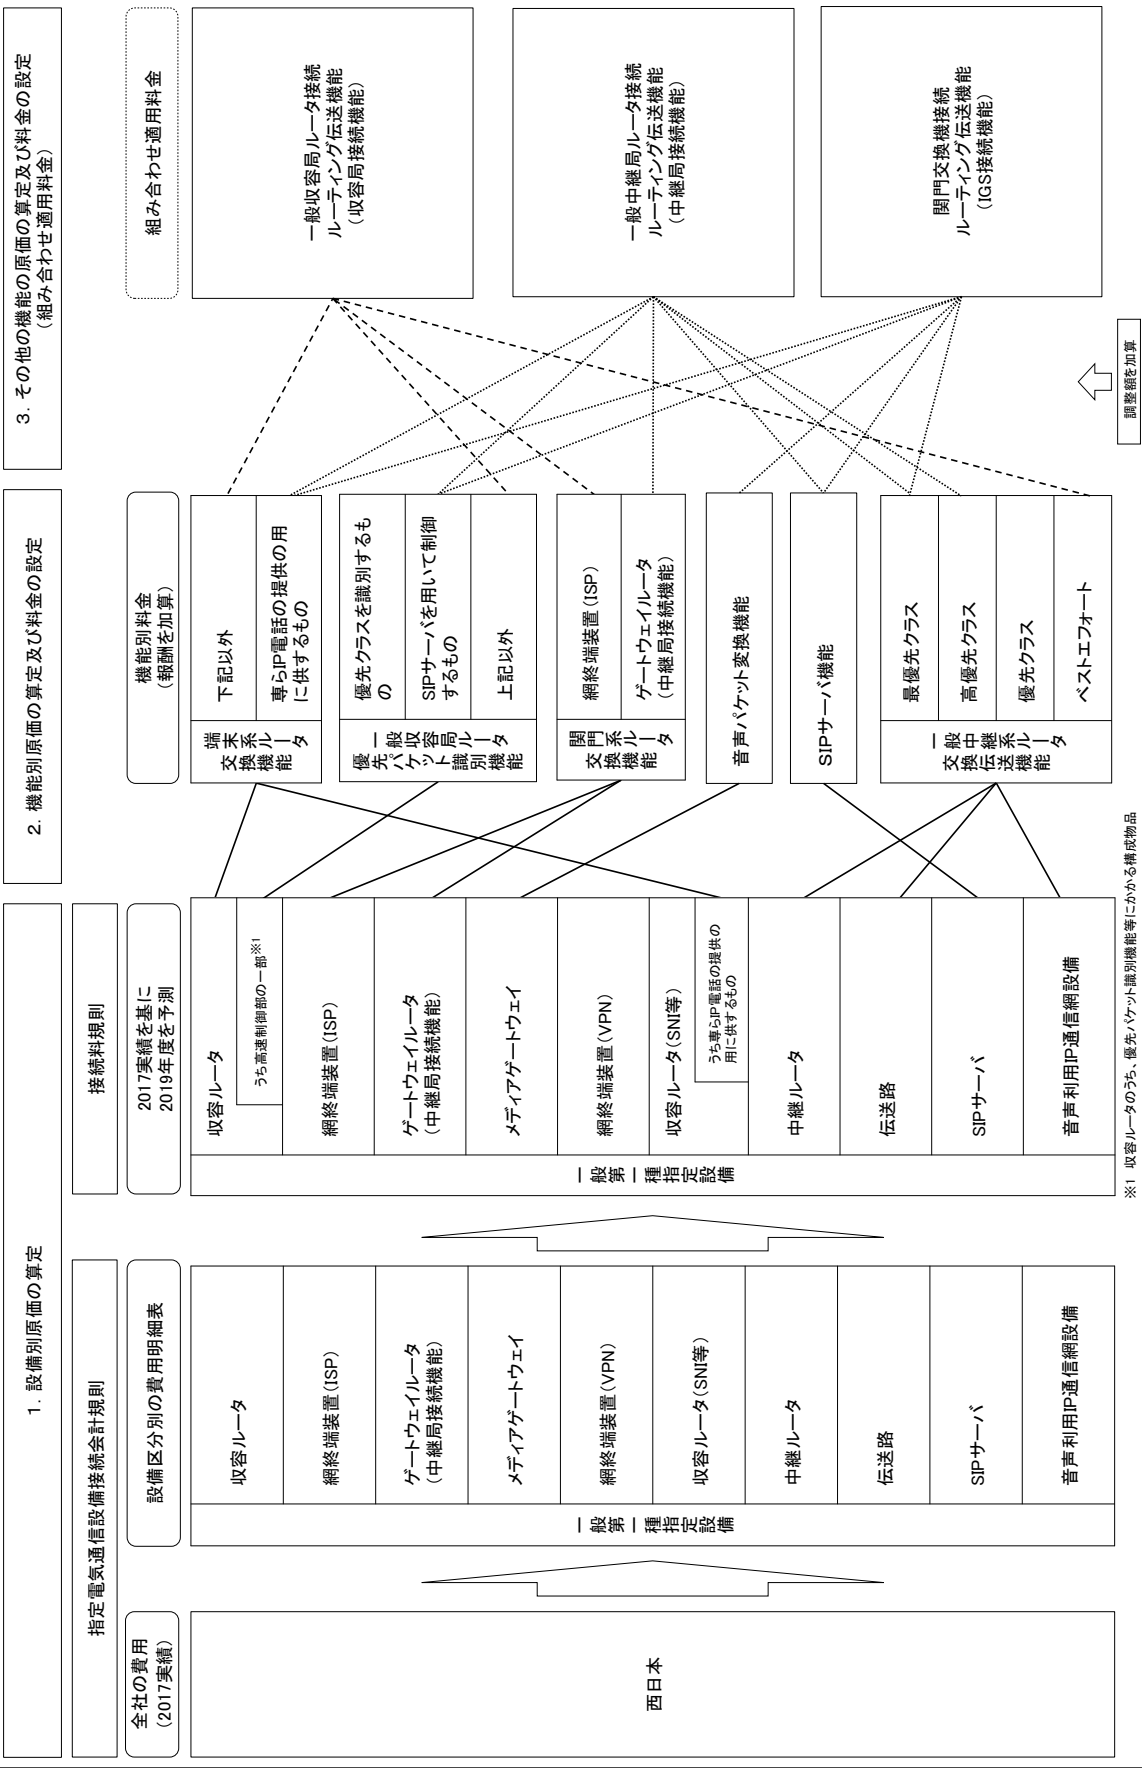 1. 設備別原価の算定
指定電気通信設備接続会計規則
全社の費用
(2017実績)
西日本
設備区分別の費用明細表
収容ルータ
網終端装置(ISP)
ゲートウェイルータ
(中継局接続機能)
メディアゲートウェイ
網終端装置(VPN)
収容ルータ(SNI等)
中継ルータ
伝送路
SIPサーバ
音声利用IP通信網設備
一般第一種指定設備
接続料規則
2017実績を基に
2019年度を予測
収容ルータ
うち高速制御部の一部※1
網終端装置(ISP)
ゲートウェイルータ
(中継局接続機能)
メディアゲートウェイ
網終端装置(VPN)
収容ルータ(SNI等)
うち専らIP電話の提供の
用に供するもの
中継ルータ
伝送路
SIPサーバ
音声利用IP通信網設備
一般第一種指定設備
※1 収容ルータのうち、優先パケット識別機能等にかかる構成物品
2. 機能別原価の算定及び料金の設定
機能別料金
(報酬を加算)
端末系ルータ
交換機能
下記以外
専らIP電話の提供の用
に供するもの
一般収容局ルータ
優先パケット識別機能
優先クラスを識別するも
の
SIPサーバを用いて制御
するもの
上記以外
関門系ルータ
交換機能
網終端装置(ISP)
ゲートウェイルータ
(中継局接続機能)
音声パケット変換機能
SIPサーバ機能
一般中継系ルータ
交換伝送機能
最優先クラス
高優先クラス
優先クラス
ベストエフォート
3. その他の機能の原価の算定及び料金の設定
(組み合わせ適用料金)
組み合わせ適用料金
一般収容局ルータ接続
ルーティング伝送機能
(収容局接続機能)
一般中継局ルータ接続
ルーティング伝送機能
(中継局接続機能)
関門交換機接続
ルーティング伝送機能
(IGS接続機能)
調整額を加算